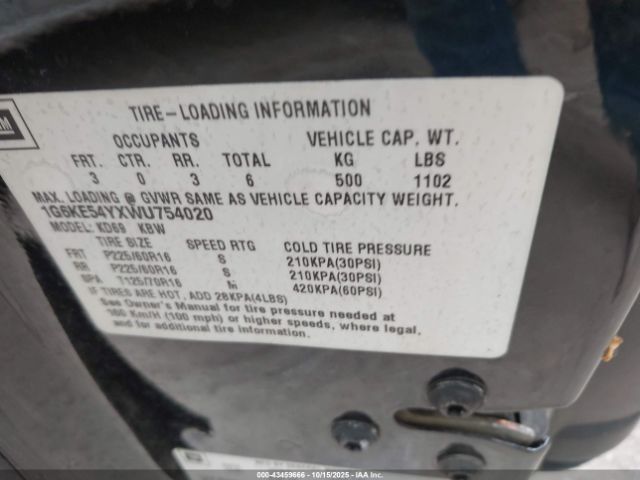 TIRE-LOADING INFORMATION
OCCUPANTS VEHICLE CAP. WT.
FRT. CTR. RR. TOTAL KG LBS
3 0 3 6 500 1102
MAX. LOADING @ GVWR SAME AS VEHICLE CAPACITY WEIGHT.
1G6KE54YXWU754020
MODEL: KD69 KBW
TIRE SIZE SPEED RTG COLD TIRE PRESSURE
FRT P225/60R16 S 210KPA(30PSI)
RR P225/60R16 S 210KPA(30PSI)
SPA T125/70R16 M 420KPA(60PSI)
IF TIRES ARE HOT, ADD 28KPA(4LBS)
See Owner's Manual for tire pressure needed at
160 Km/H (100 mph) or higher speeds, where legal,
and for additional tire information.
000-43459666 - 10/15/2025 - iaai.com